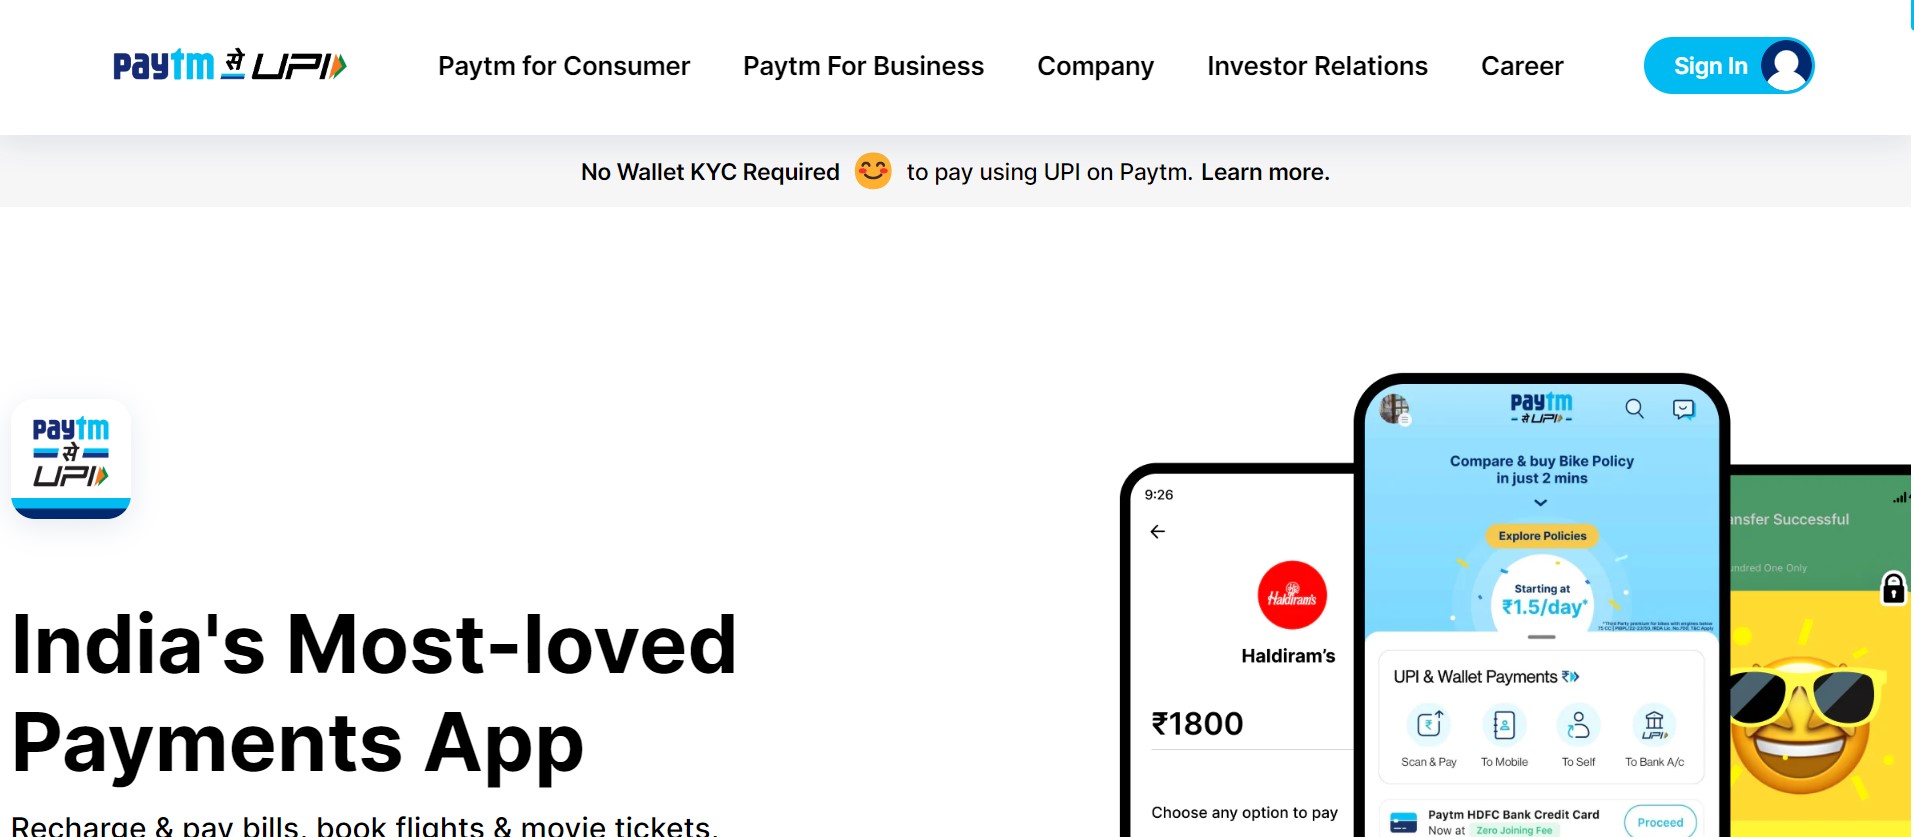 paytm से UPI
Paytm for Consumer
Paytm For Business
Company
Investor Relations
Career
Sign In
No Wallet KYC Required to pay using UPI on Paytm. Learn more.
paytm
से
UPI
India's Most-loved
Payments App
Recharge & pay bills, book flights & movie tickets,
9:26
Haldiram's
Haldiram's
₹1800
Choose any option to pay
paytm
से UPI
Compare & buy Bike Policy
in just 2 mins
Explore Policies
Starting at
₹1.5/day*
UPI & Wallet Payments
Scan & Pay
To Mobile
To Self
UPI
To Bank A/c
Paytm HDFC Bank Credit Card
Now at Zero Joining Fee
Proceed
ansfer Successful
undred One Only